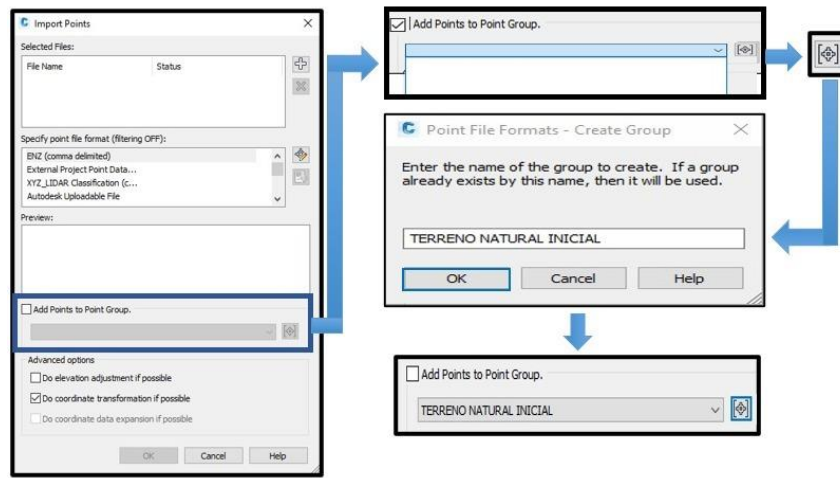 Import Points
Selected Files:
File Name Status
Specify point file format (filtering OFF):
ENZ (comma delimited)
External Project Point Data...
XYZ_LIDAR Classification (c...
Autodesk Uploadable File
Preview:
Add Points to Point Group.
Advanced options
Do elevation adjustment if possible
Do coordinate transformation if possible
Do coordinate data expansion if possible
OK Cancel Help
Add Points to Point Group.
Point File Formats - Create Group
Enter the name of the group to create. If a group
already exists by this name, then it will be used.
TERRENO NATURAL INICIAL
OK Cancel Help
Add Points to Point Group.
TERRENO NATURAL INICIAL